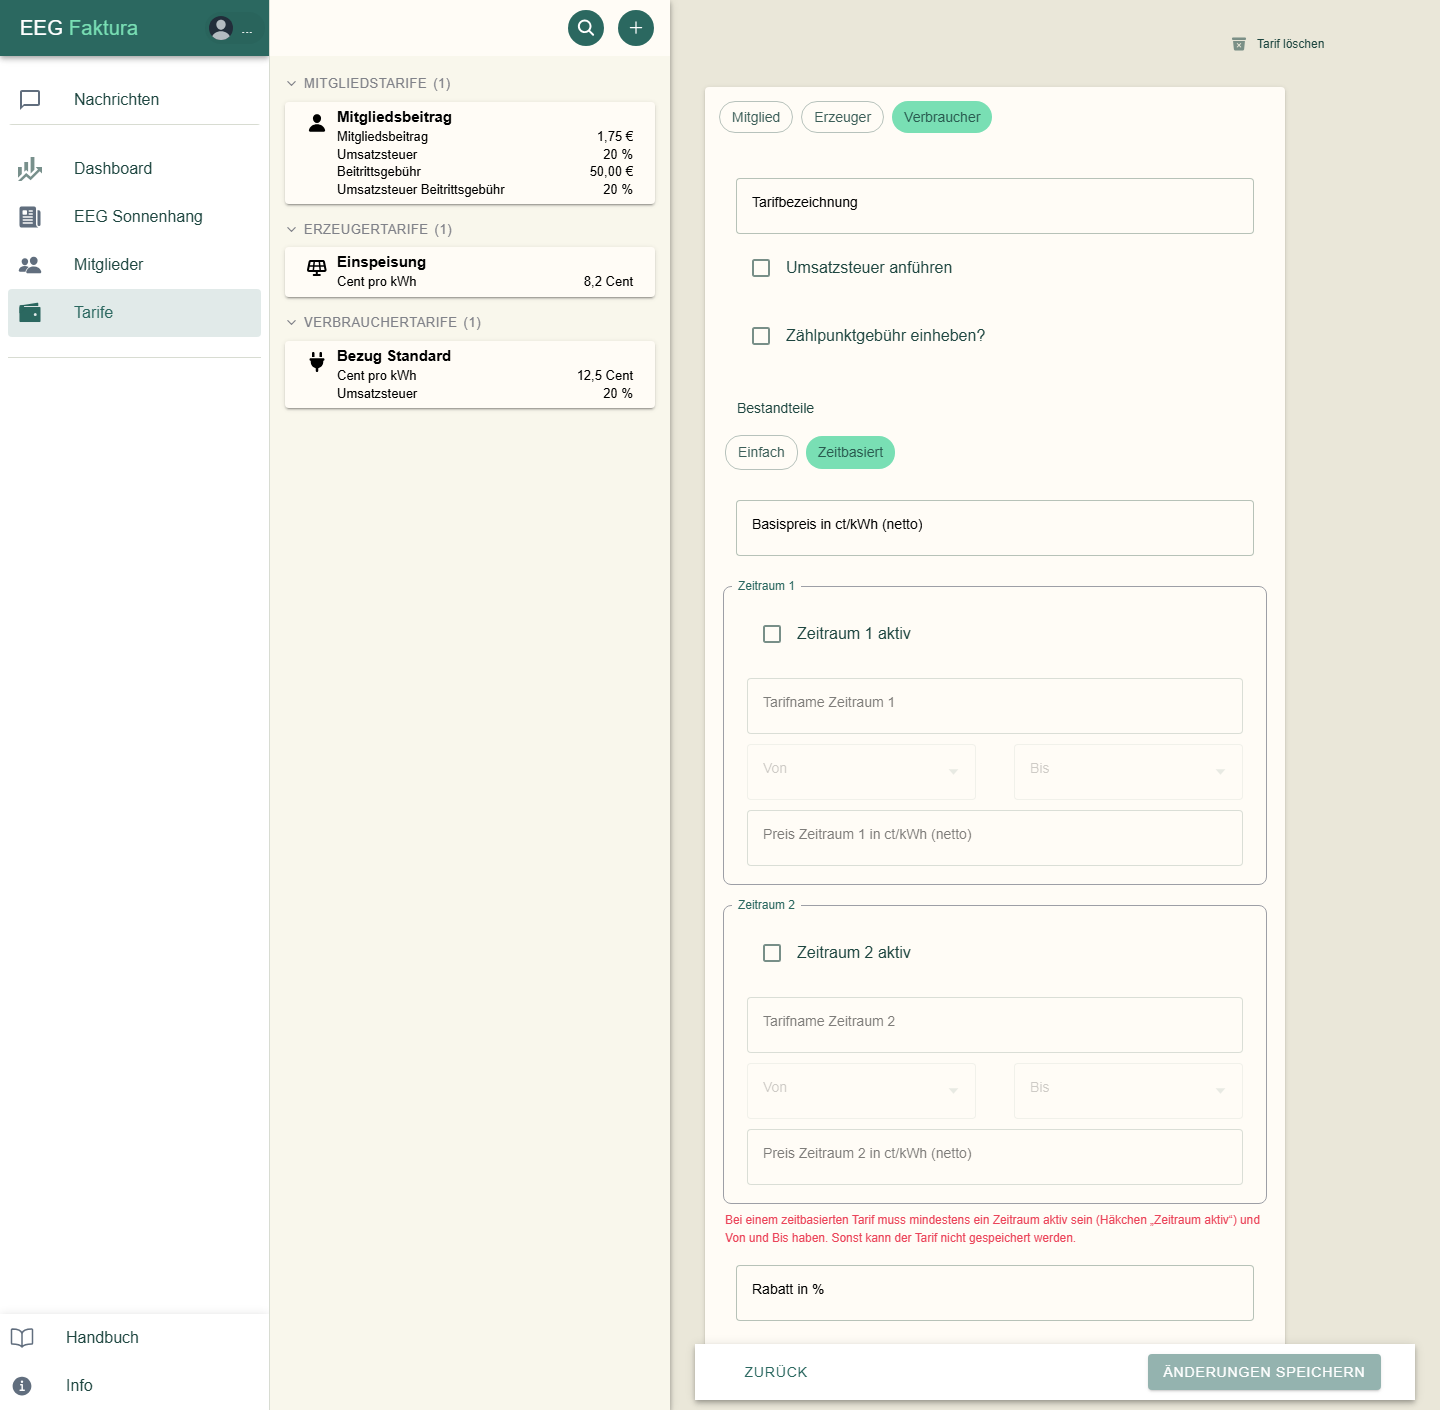 EEG Faktura
...
Nachrichten
Dashboard
EEG Sonnenhang
Mitglieder
Tarife
Handbuch
Info
MITGLIEDSTARIFE (1)
Mitgliedsbeitrag
Mitgliedsbeitrag 1,75 €
Umsatzsteuer 20 %
Beitrittsgebühr 50,00 €
Umsatzsteuer Beitrittsgebühr 20 %
ERZEUGERTARIFE (1)
Einspeisung
Cent pro kWh 8,2 Cent
VERBRAUCHERTARIFE (1)
Bezug Standard
Cent pro kWh 12,5 Cent
Umsatzsteuer 20 %
Tarif löschen
Mitglied Erzeuger Verbraucher
Tarifbezeichnung
Umsatzsteuer anführen
Zählpunktgebühr einheben?
Bestandteile
Einfach Zeitbasiert
Basispreis in ct/kWh (netto)
Zeitraum 1
Zeitraum 1 aktiv
Tarifname Zeitraum 1
Von Bis
Preis Zeitraum 1 in ct/kWh (netto)
Zeitraum 2
Zeitraum 2 aktiv
Tarifname Zeitraum 2
Von Bis
Preis Zeitraum 2 in ct/kWh (netto)
Bei einem zeitbasierten Tarif muss mindestens ein Zeitraum aktiv sein (Häkchen „Zeitraum aktiv“) und
Von und Bis haben. Sonst kann der Tarif nicht gespeichert werden.
Rabatt in %
ZURÜCK ÄNDERUNGEN SPEICHERN